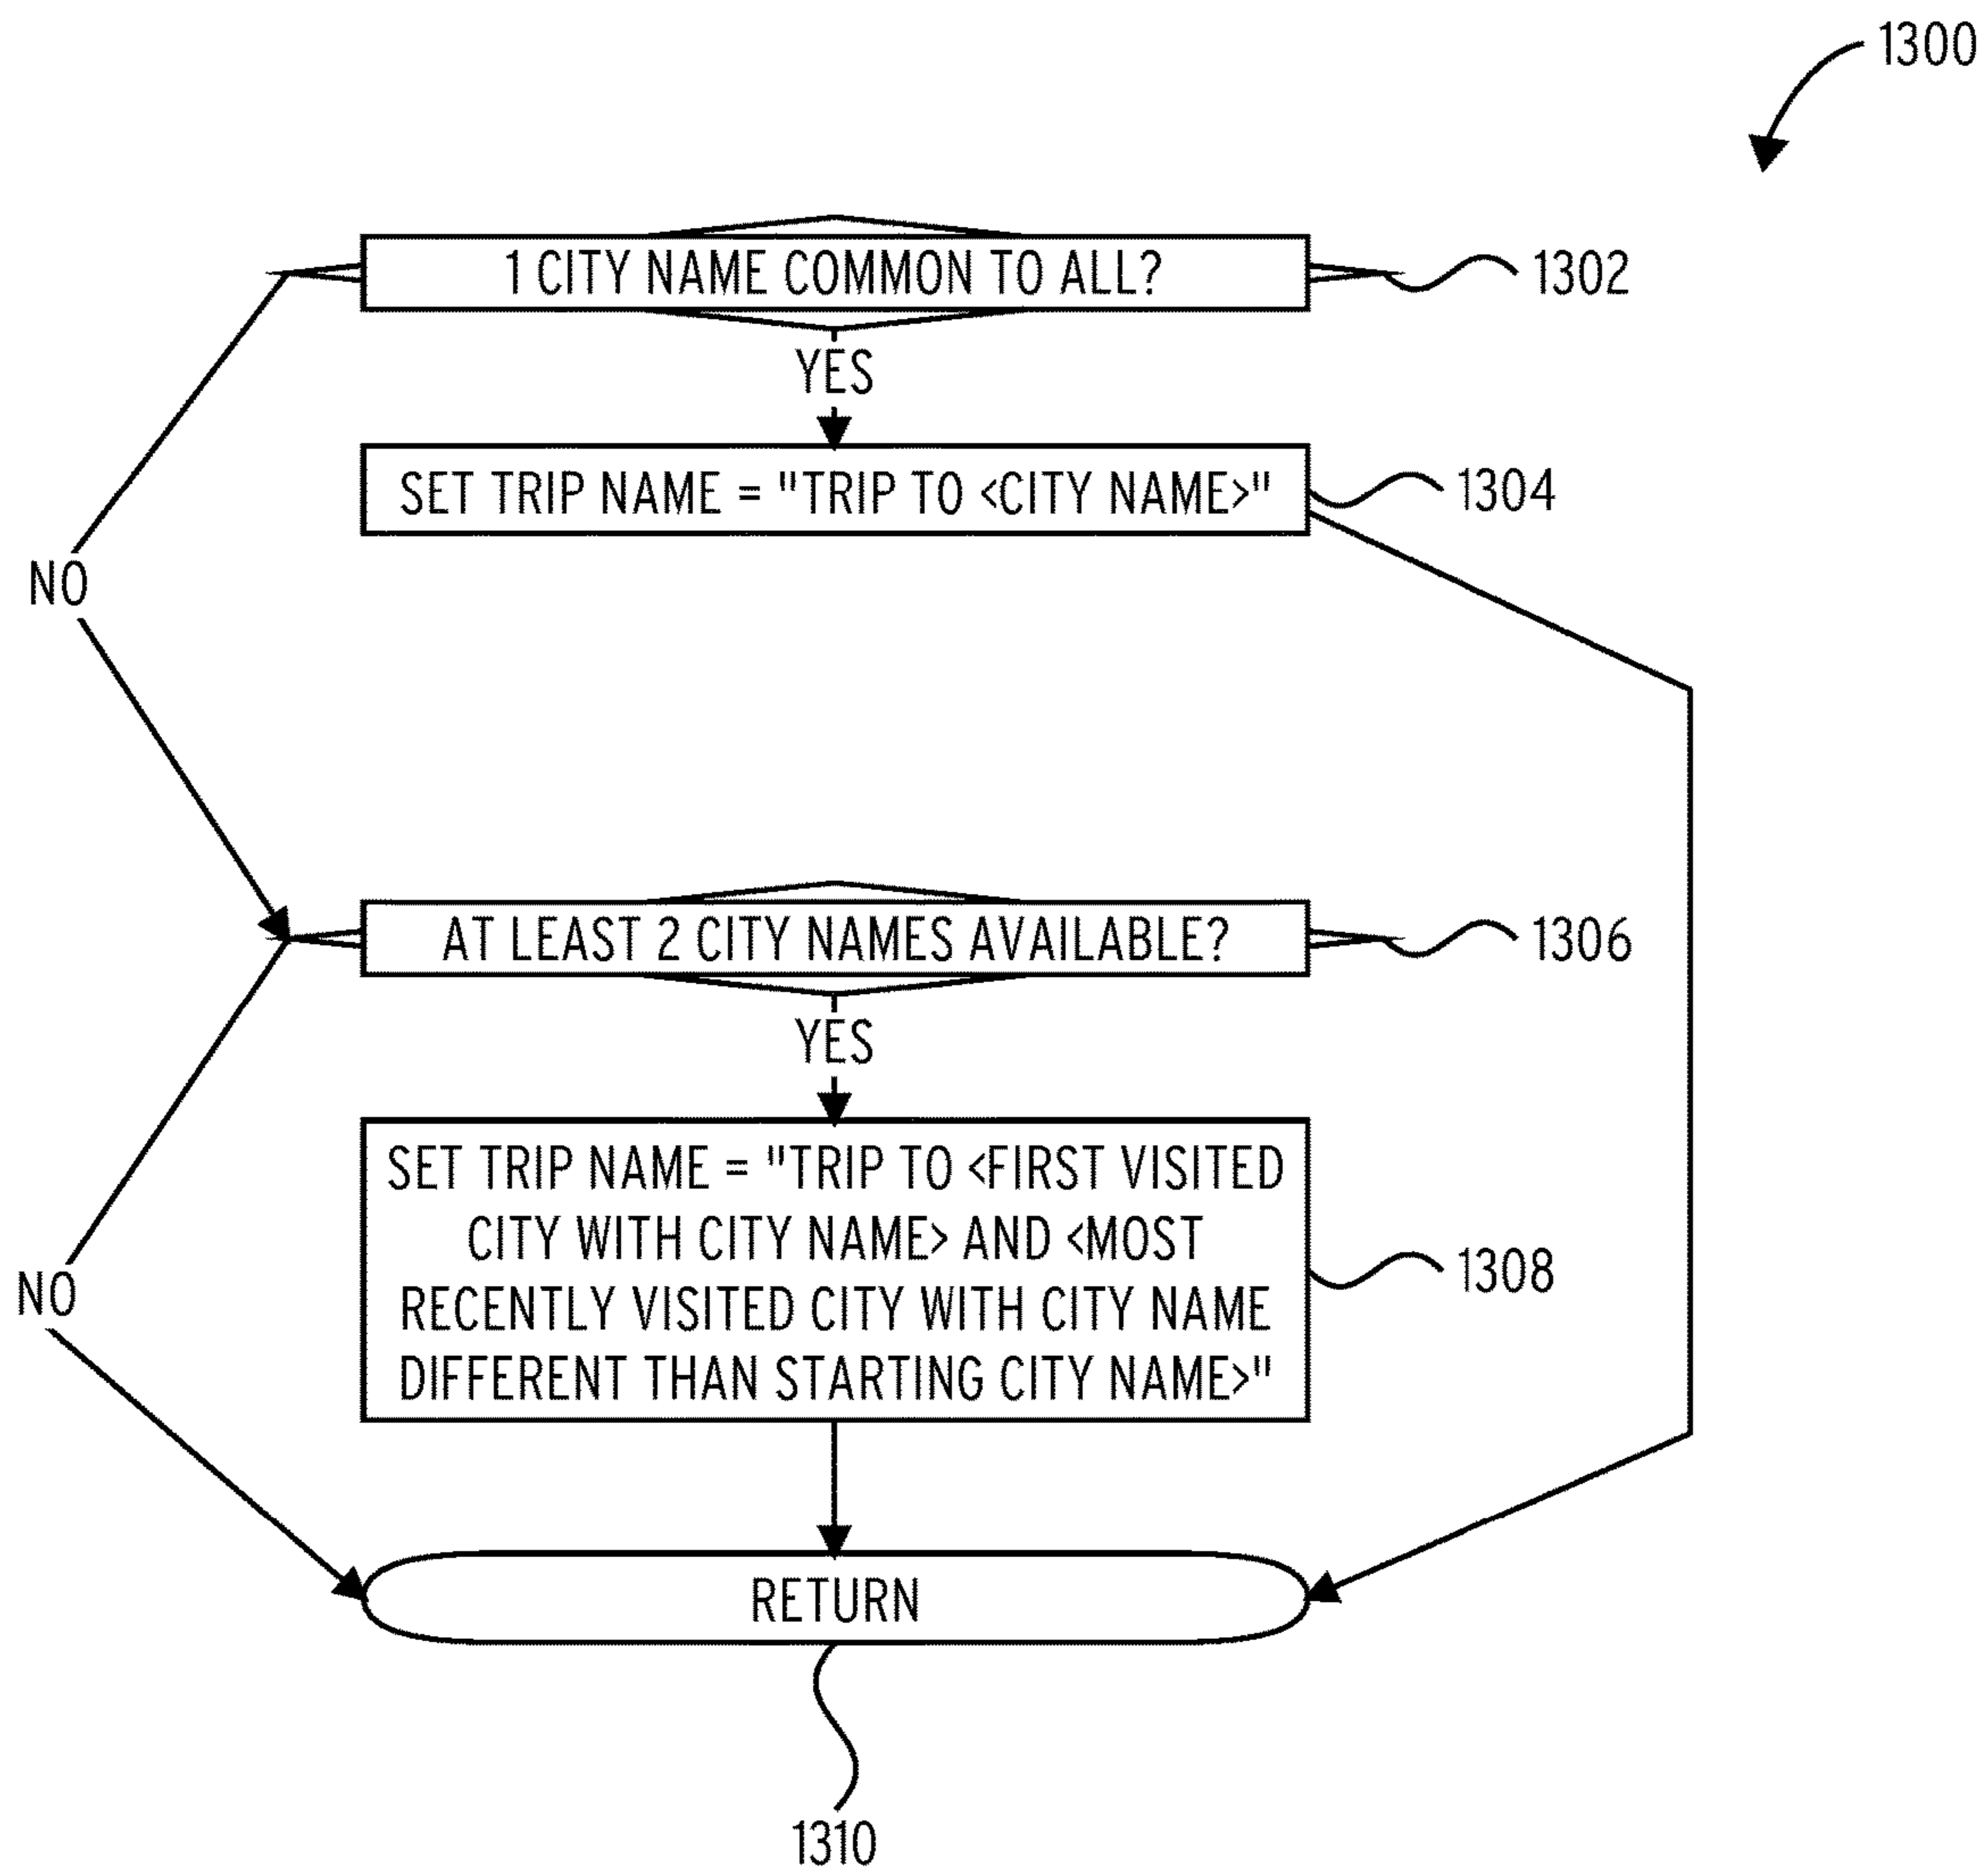 1300
1 CITY NAME COMMON TO ALL?
1302
YES
SET TRIP NAME = "TRIP TO <CITY NAME>"
1304
NO
AT LEAST 2 CITY NAMES AVAILABLE?
1306
YES
SET TRIP NAME = "TRIP TO <FIRST VISITED
CITY WITH CITY NAME> AND <MOST
RECENTLY VISITED CITY WITH CITY NAME
DIFFERENT THAN STARTING CITY NAME>"
1308
NO
RETURN
1310